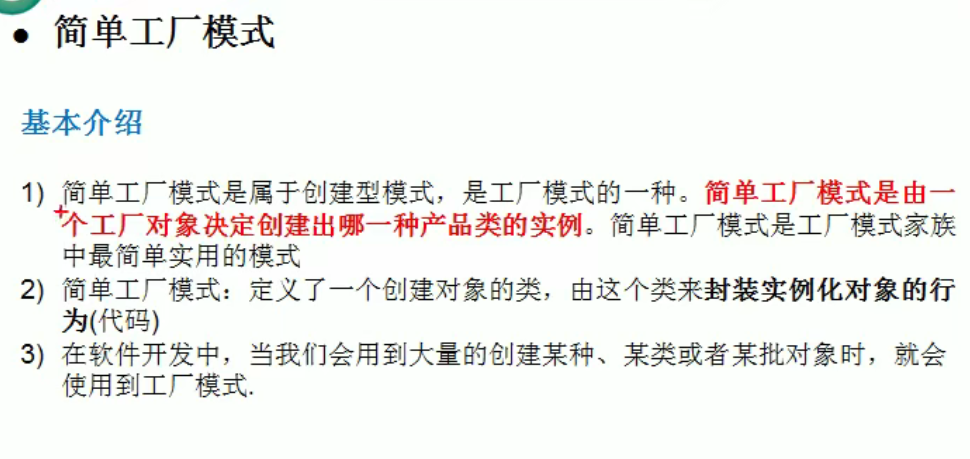 ● 简单工厂模式
基本介绍
1) 简单工厂模式是属于创建型模式，是工厂模式的一种。简单工厂模式是由一
个工厂对象决定创建出哪一种产品类的实例。简单工厂模式是工厂模式家族
中最简单实用的模式
2) 简单工厂模式：定义了一个创建对象的类，由这个类来封装实例化对象的行
为(代码)
3) 在软件开发中，当我们会用到大量的创建某种、某类或者某批对象时，就会
使用到工厂模式.